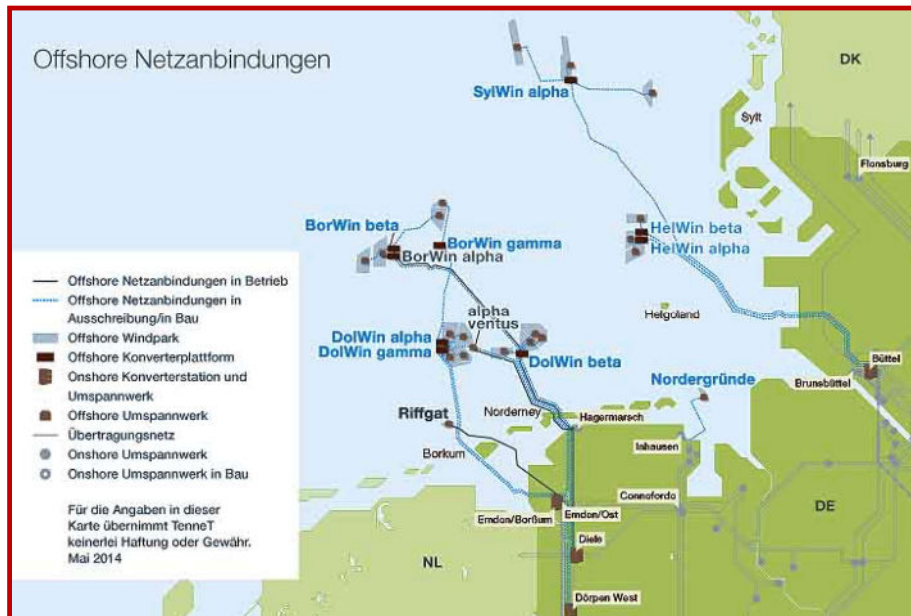 Offshore Netzanbindungen
DK
SylWin alpha
Sylt
Flensburg
BorWin beta
BorWin gamma
BorWin alpha
HelWin beta
HelWin alpha
Offshore Netzanbindungen in Betrieb
Offshore Netzanbindungen in
Ausschreibung/in Bau
Offshore Windpark
Offshore Konverterplattform
Onshore Konverterstation und
Umspannwerk
Offshore Umspannwerk
Übertragungsnetz
Onshore Umspannwerk
Onshore Umspannwerk in Bau
Für die Angaben in dieser
Karte übernimmt TenneT
keinerlei Haftung oder Gewähr.
Mai 2014
alpha
ventus
Helgoland
DolWin alpha
DolWin gamma
DolWin beta
Büttel
Brunsbüttel
Nordergründe
Riffgat
Norderney
Hagermarsch
Inhausen
Borkum
Conneforde
Emden/Borßum
Emden/Ost
DE
Diele
NL
Dörpen West